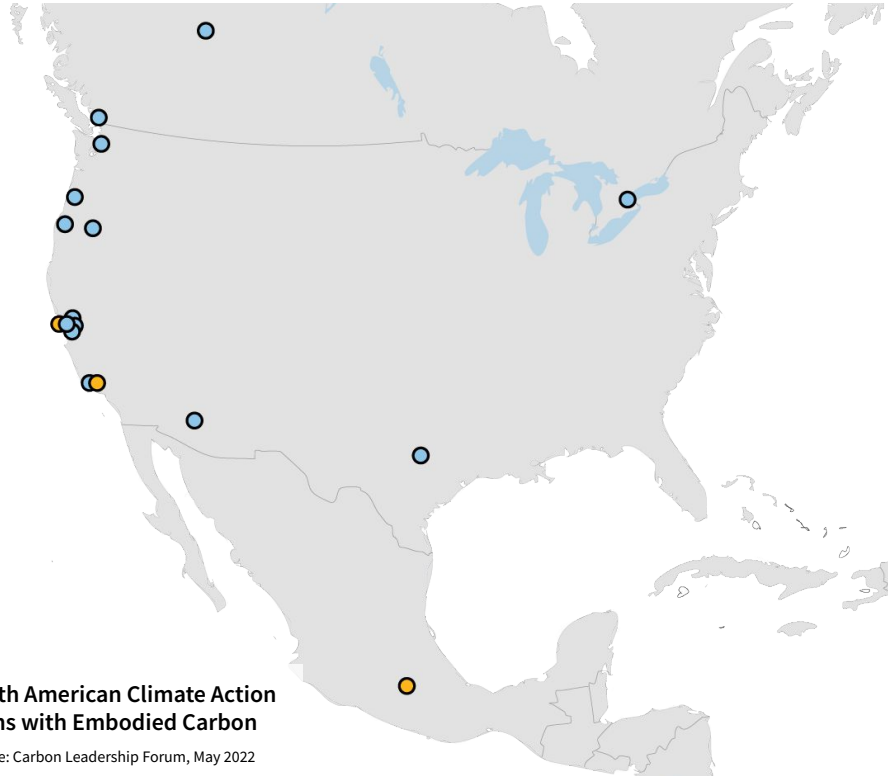 th American Climate Action
ns with Embodied Carbon
e: Carbon Leadership Forum, May 2022